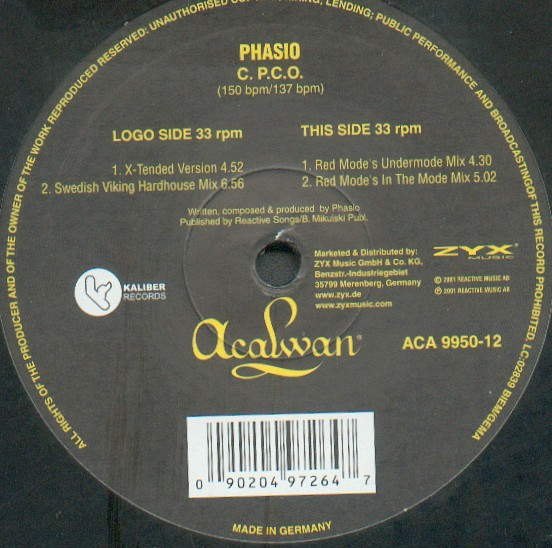 ALL RIGHTS OF THE PRODUCER AND OF THE OWNER OF THE WORK REPRODUCED RESERVED: UNAUTHORISED LENDING; PUBLIC PERFORMANCE AND BROADCASTING OF THIS RECORD PROHIBITED. LC-02839 BIEM/GEMA
PHASIO
C. P.C.O.
(150 bpm/137 bpm)
LOGO SIDE 33 rpm
1. X-Tended Version 4.52
2. Swedish Viking Hardhouse Mix 6.56
THIS SIDE 33 rpm
1. Red Mode's Undermode Mix 4.30
2. Red Mode's In The Mode Mix 5.02
Written, composed & produced by Phasio
Published by Reactive Songs/B. Mikulski Publ.
Marketed & Distributed by:
ZYX Music GmbH & Co. KG,
Benzstr.-Industriegebiet
35799 Merenberg, Germany
www.zyx.de
www.zyxmusic.com
ZYX
MUSIC
© 2001 REACTIVE MUSIC AB
℗ 2001 REACTIVE MUSIC AB
KALIBER
RECORDS
Acalwan®
ACA 9950-12
0 90204 97264 7
MADE IN GERMANY